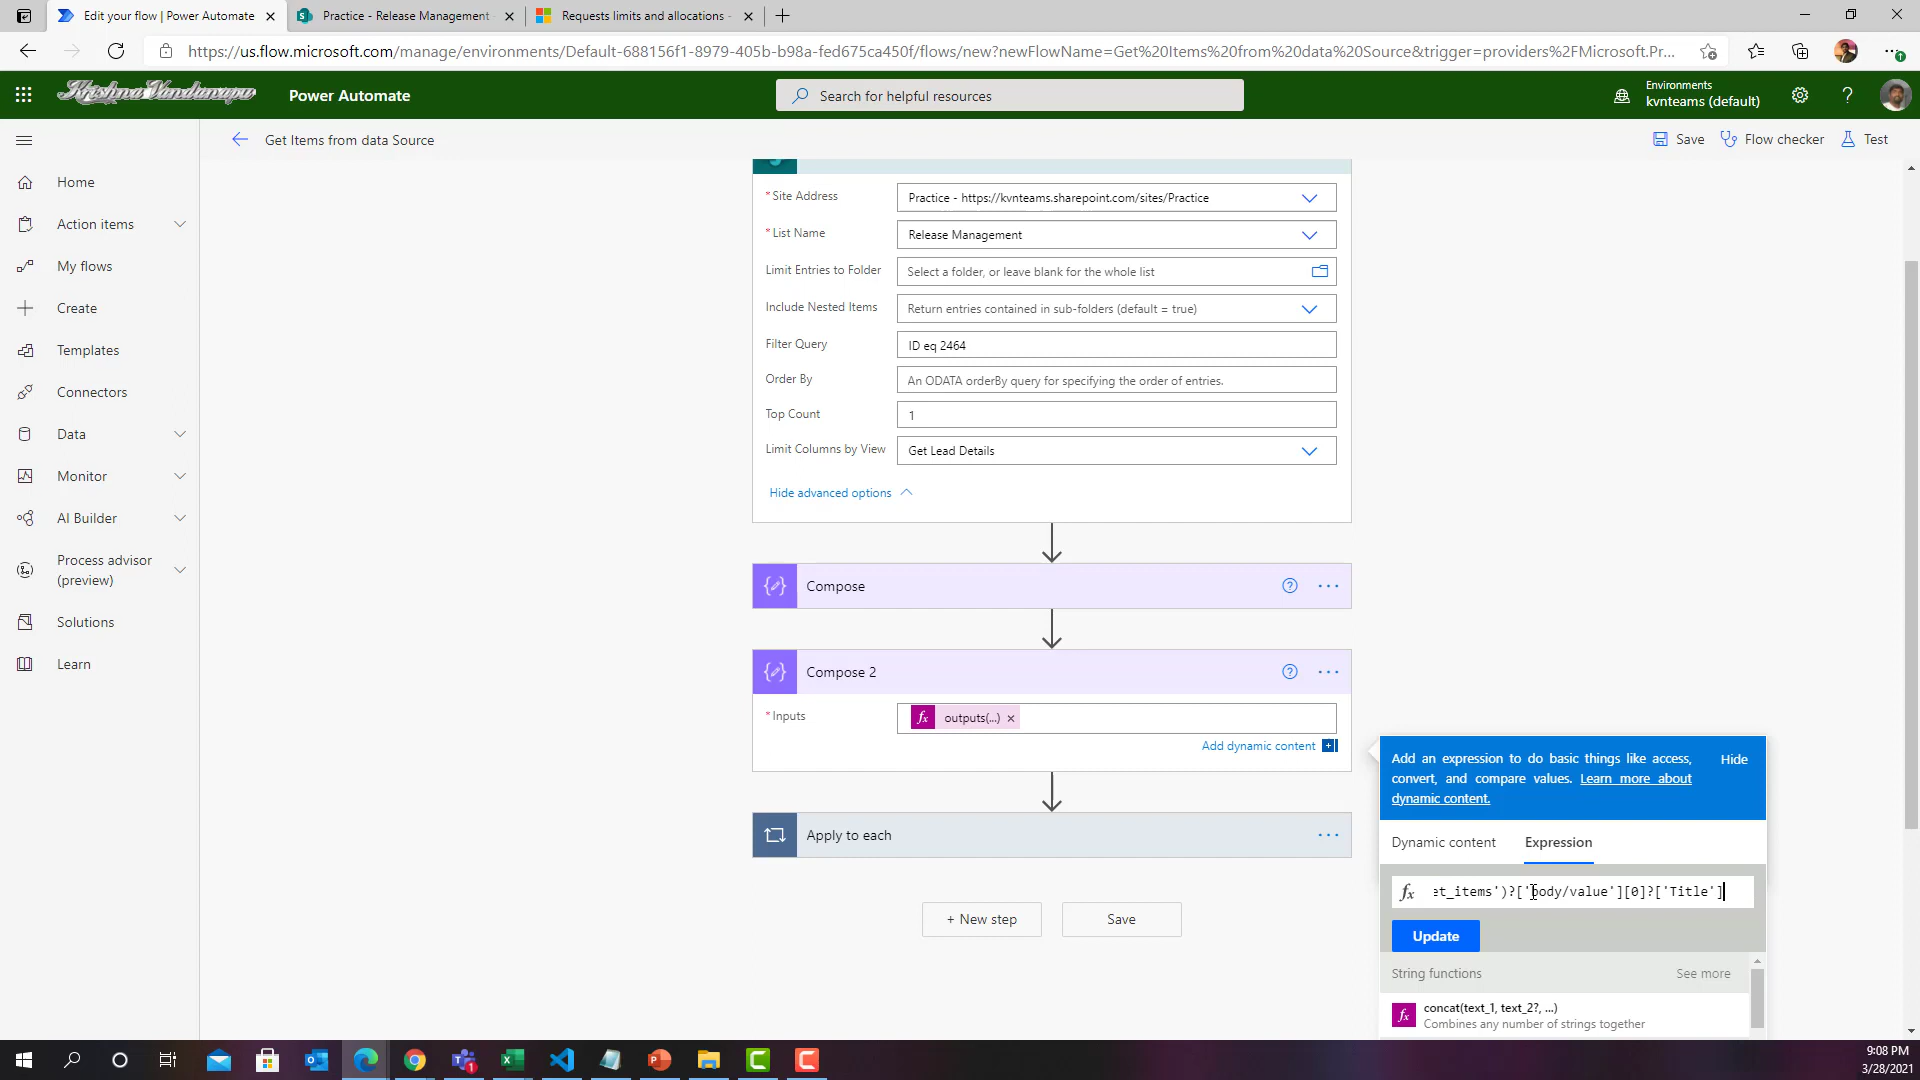 Edit your flow | Power Automate
Practice - Release Management -
Requests limits and allocations -
https://us.flow.microsoft.com/manage/environments/Default-688156f1-8979-405b-b98a-fed675ca450f/flows/new?newFlowName=Get%20Items%20from%20data%20Source&trigger=providers%2FMicrosoft.Pr...
Krishna Vandanapu
Power Automate
Search for helpful resources
Environments
kvnteams (default)
Get Items from data Source
Save
Flow checker
Test
Home
Action items
My flows
Create
Templates
Connectors
Data
Monitor
AI Builder
Process advisor
(preview)
Solutions
Learn
* Site Address
Practice - https://kvnteams.sharepoint.com/sites/Practice
* List Name
Release Management
Limit Entries to Folder
Select a folder, or leave blank for the whole list
Include Nested Items
Return entries contained in sub-folders (default = true)
Filter Query
ID eq 2464
Order By
An ODATA orderBy query for specifying the order of entries.
Top Count
1
Limit Columns by View
Get Lead Details
Hide advanced options
Compose
Compose 2
* Inputs
fx outputs(...) ×
Add dynamic content
Apply to each
+ New step
Save
Add an expression to do basic things like access,
convert, and compare values. Learn more about
dynamic content.
Hide
Dynamic content
Expression
fx et_items')?['body/value'][0]?['Title']
Update
String functions
See more
fx concat(text_1, text_2?, ...)
Combines any number of strings together
9:08 PM
3/28/2021